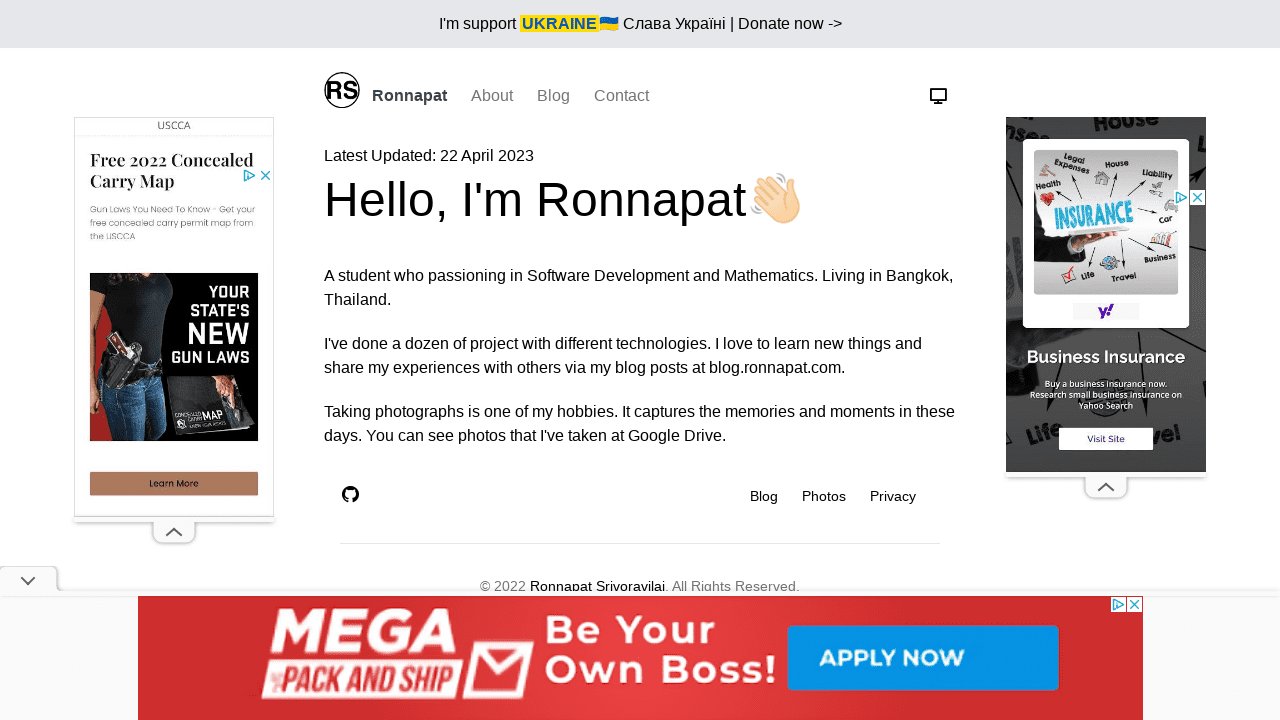 I'm support UKRAINE🇺🇦 Слава Україні | Donate now ->
RS Ronnapat About Blog Contact
Latest Updated: 22 April 2023
Hello, I'm Ronnapat👋🏻
A student who passioning in Software Development and Mathematics. Living in Bangkok,
Thailand.
I've done a dozen of project with different technologies. I love to learn new things and
share my experiences with others via my blog posts at blog.ronnapat.com.
Taking photographs is one of my hobbies. It captures the memories and moments in these
days. You can see photos that I've taken at Google Drive.
Blog Photos Privacy
© 2022 Ronnapat Srivoravilai. All Rights Reserved.
USCCA
Free 2022 Concealed
Carry Map
Gun Laws You Need To Know - Get your
free concealed carry permit map from
the USCCA
YOUR
STATE'S
NEW
GUN LAWS
CONCEALED
CARRY MAP
Learn More
House
Legal
Expenses
House
Liability
Health
INSURANCE
Car
Business
Life
Travel
y!
Business Insurance
Buy a business insurance now.
Research small business insurance on
Yahoo Search
Life
Travel
Visit Site
MEGA
PACK AND SHIP
Be Your
Own Boss!
APPLY NOW